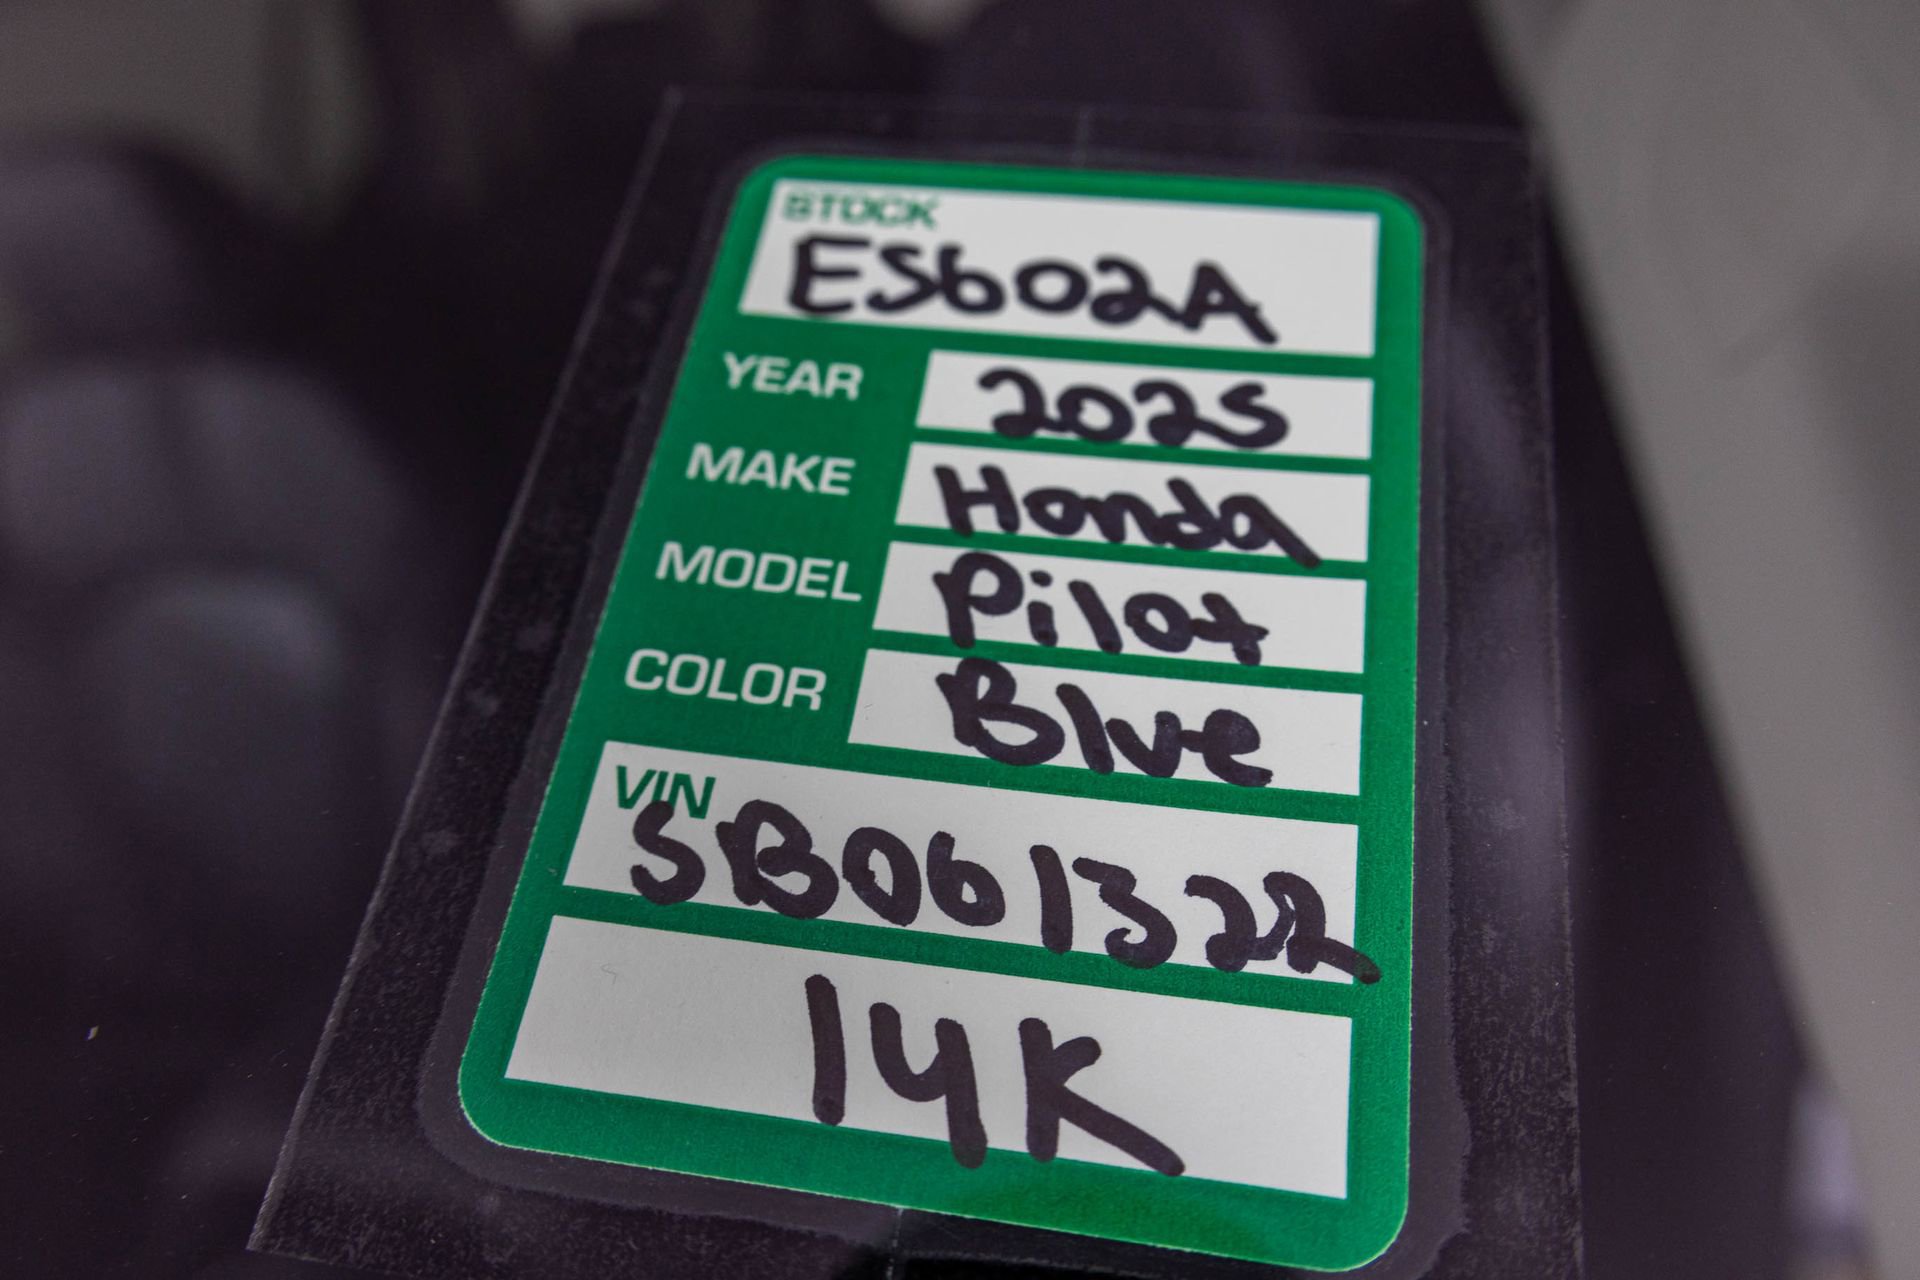 STOCK
ES602A
YEAR 2025
MAKE Honda
MODEL Pilot
COLOR Blue
VIN
SB061322
14K